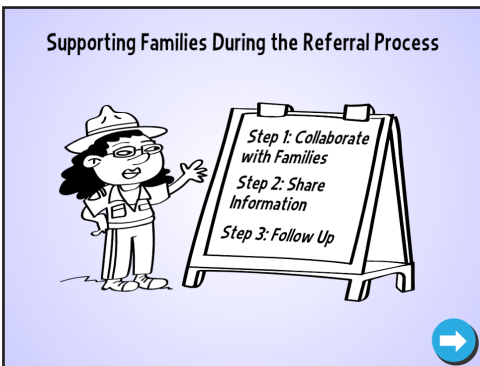 Supporting Families During the Referral Process
Step 1: Collaborate
with Families
Step 2: Share
Information
Step 3: Follow Up